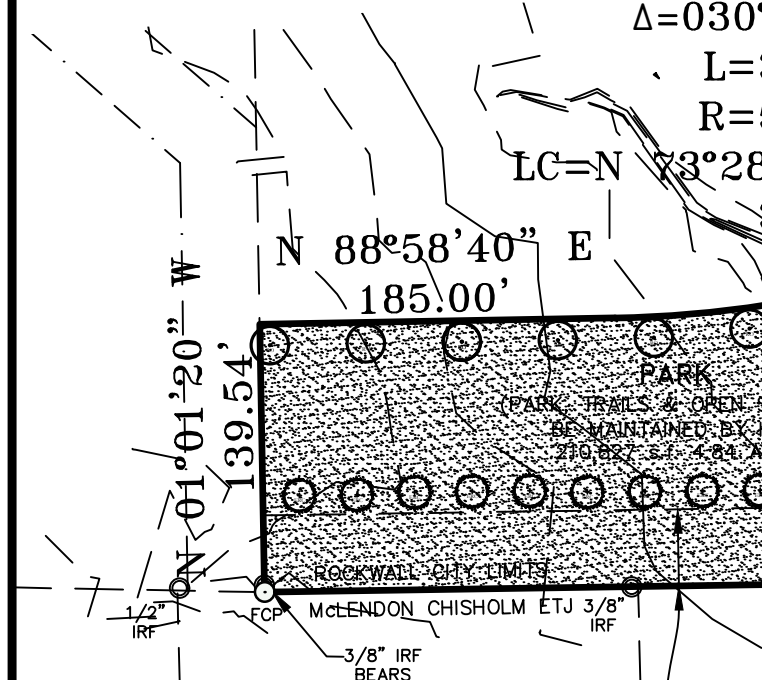 Δ=030°
L=
R=
LC=N 73°28
N 88°58'40" E
185.00'
N 01°01'20" W
139.54'
PARK
(PARK, TRAILS & OPEN
BE MAINTAINED BY
210,827 s.f. 4.84 A
ROCKWALL CITY LIMITS
McLENDON CHISHOLM ETJ
1/2"
IRF
FCP
3/8"
IRF
3/8" IRF
BEARS